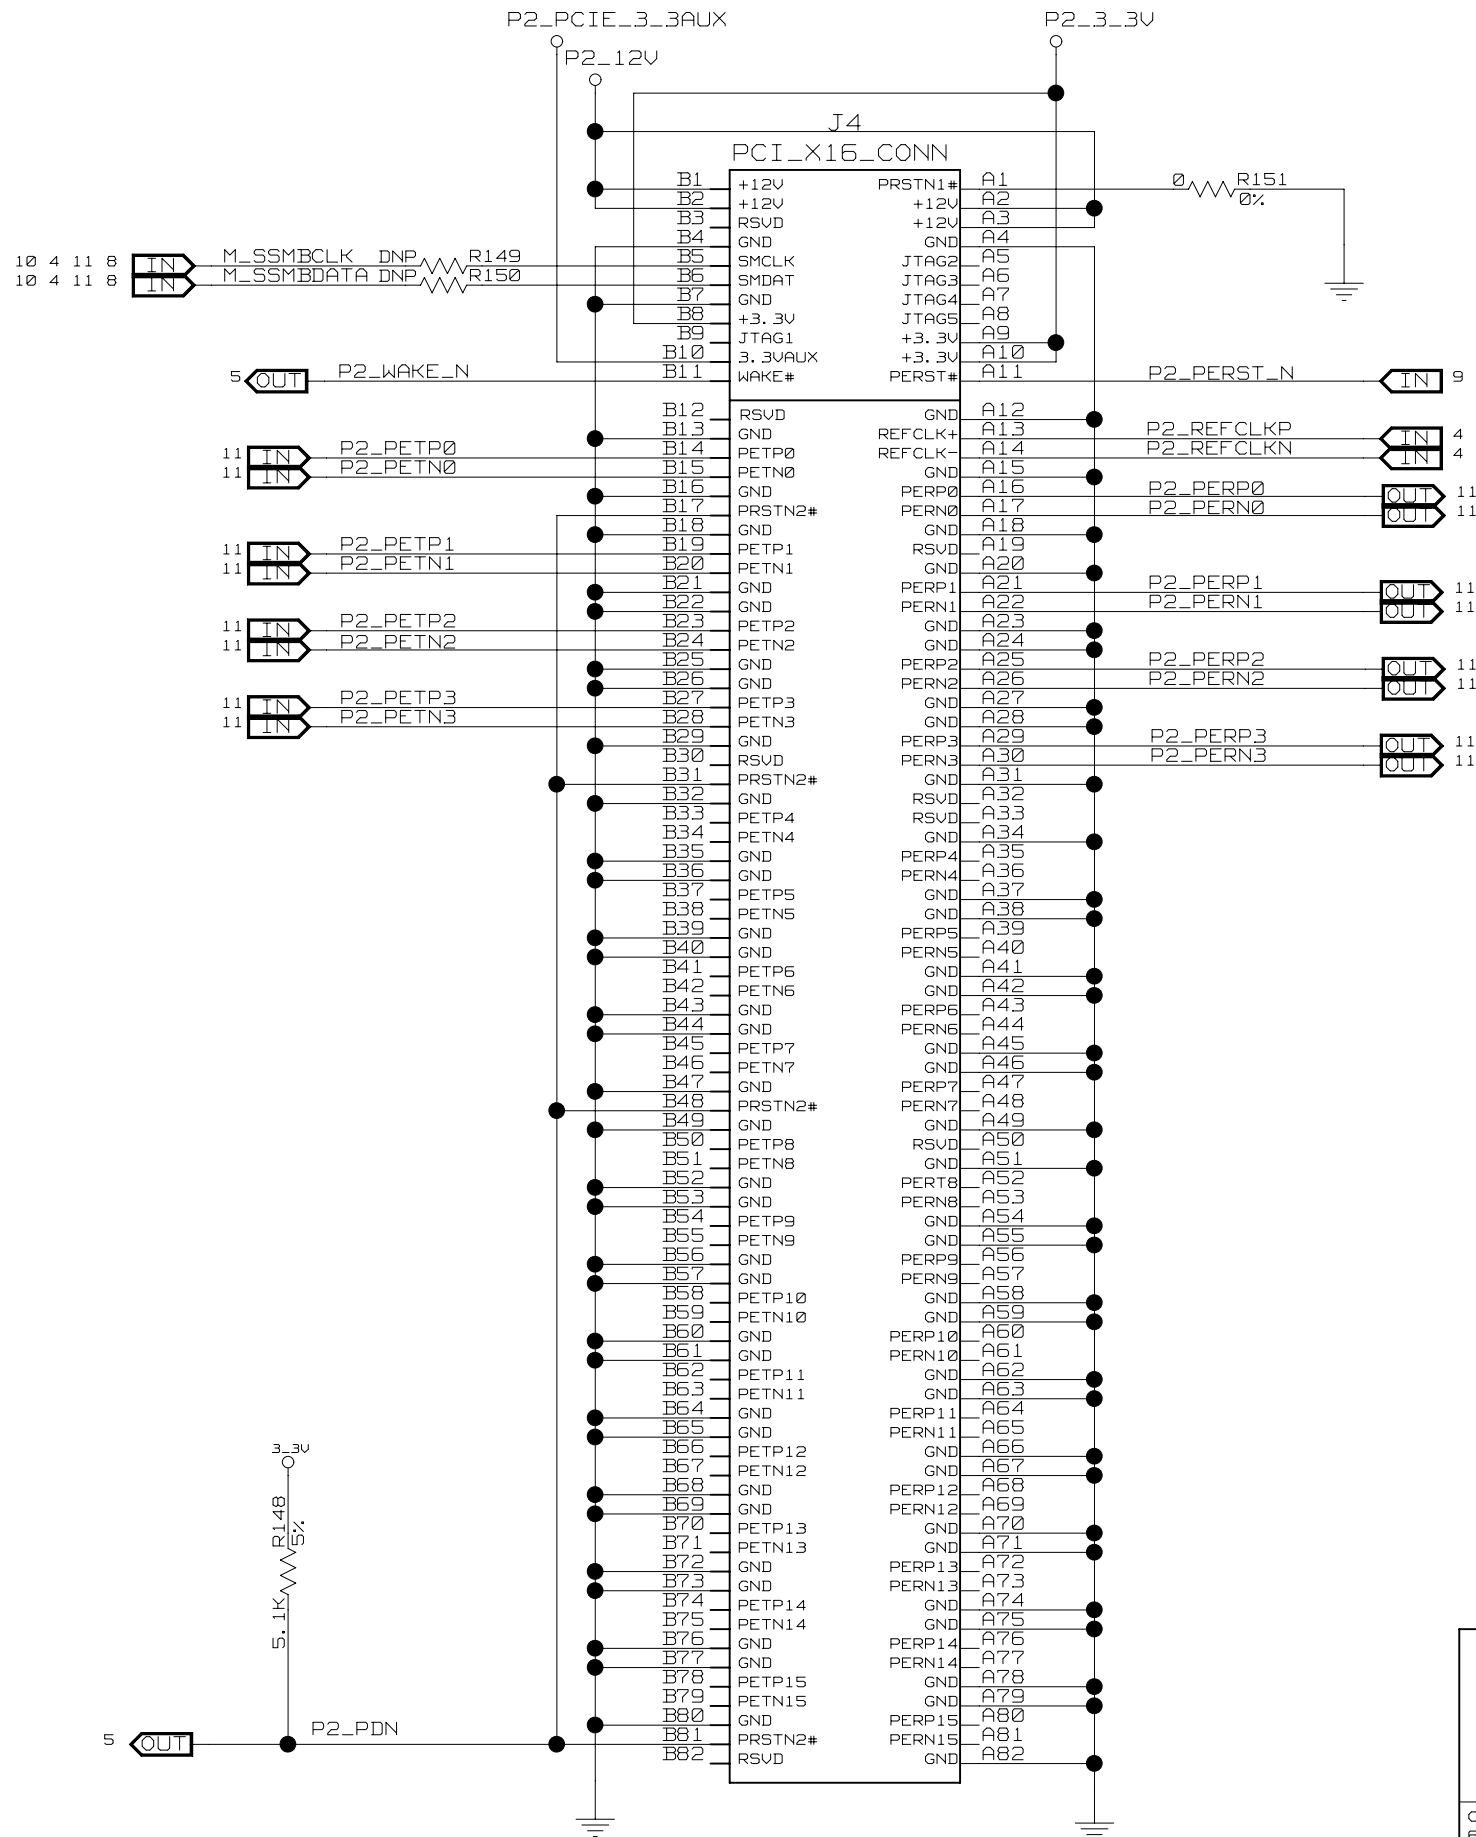 P2_PCIE_3_3AUX
P2_3_3V
P2_12V
J4
PCI_X16_CONN
B1 +12V PRSTN1# A1 0 R151
0%
B2 +12V +12V A2
B3 RSVD +12V A3
B4 GND GND A4
10 4 11 8 IN M_SSMBCLK DNP R149 B5 SMCLK JTAG2 A5
10 4 11 8 IN M_SSMBDATA DNP R150 B6 SMDAT JTAG3 A6
B7 GND JTAG4 A7
B8 +3.3V JTAG5 A8
B9 JTAG1 +3.3V A9
B10 3.3VAUX +3.3V A10
5 OUT P2_WAKE_N B11 WAKE# PERST# A11 P2_PERST_N IN 9
B12 RSVD GND A12
B13 GND REFCLK+ A13 P2_REFCLKP IN 4
11 IN P2_PETP0 B14 PETP0 REFCLK- A14 P2_REFCLKN IN 4
11 IN P2_PETN0 B15 PETN0 GND A15
B16 GND PERP0 A16 P2_PERP0 OUT 11
B17 PRSTN2# PERN0 A17 P2_PERN0 OUT 11
B18 GND GND A18
11 IN P2_PETP1 B19 PETP1 RSVD A19
11 IN P2_PETN1 B20 PETN1 GND A20
B21 GND PERP1 A21 P2_PERP1 OUT 11
B22 GND PERN1 A22 P2_PERN1 OUT 11
11 IN P2_PETP2 B23 PETP2 GND A23
11 IN P2_PETN2 B24 PETN2 GND A24
B25 GND PERP2 A25 P2_PERP2 OUT 11
B26 GND PERN2 A26 P2_PERN2 OUT 11
11 IN P2_PETP3 B27 PETP3 GND A27
11 IN P2_PETN3 B28 PETN3 GND A28
B29 GND PERP3 A29 P2_PERP3 OUT 11
B30 RSVD PERN3 A30 P2_PERN3 OUT 11
B31 PRSTN2# GND A31
B32 GND RSVD A32
B33 PETP4 RSVD A33
B34 PETN4 GND A34
B35 GND PERP4 A35
B36 GND PERN4 A36
B37 PETP5 GND A37
B38 PETN5 GND A38
B39 GND PERP5 A39
B40 GND PERN5 A40
B41 PETP6 GND A41
B42 PETN6 GND A42
B43 GND PERP6 A43
B44 GND PERN6 A44
B45 PETP7 GND A45
B46 PETN7 GND A46
B47 GND PERP7 A47
B48 PRSTN2# PERN7 A48
B49 GND GND A49
B50 PETP8 RSVD A50
B51 PETN8 GND A51
B52 GND PERT8 A52
B53 GND PERN8 A53
B54 PETP9 GND A54
B55 PETN9 GND A55
B56 GND PERP9 A56
B57 GND PERN9 A57
B58 PETP10 GND A58
B59 PETN10 GND A59
B60 GND PERP10 A60
B61 GND PERN10 A61
B62 PETP11 GND A62
B63 PETN11 GND A63
B64 GND PERP11 A64
B65 GND PERN11 A65
B66 PETP12 GND A66
B67 PETN12 GND A67
B68 GND PERP12 A68
B69 GND PERN12 A69
B70 PETP13 GND A70
B71 PETN13 GND A71
B72 GND PERP13 A72
B73 GND PERN13 A73
B74 PETP14 GND A74
B75 PETN14 GND A75
B76 GND PERP14 A76
B77 GND PERN14 A77
B78 PETP15 GND A78
B79 PETN15 GND A79
B80 GND PERP15 A80
B81 PRSTN2# PERN15 A81
B82 RSVD GND A82
3_3V
5.1K R148
5%
5 OUT P2_PDN